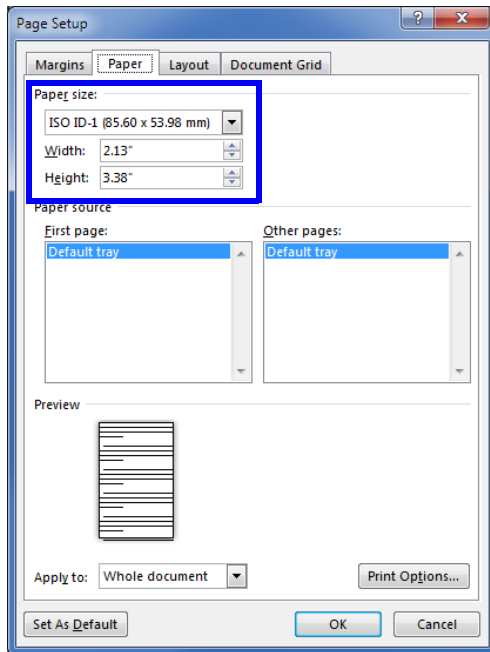 Page Setup
Margins Paper Layout Document Grid
Paper size:
ISO ID-1 (85.60 x 53.98 mm)
Width: 2.13"
Height: 3.38"
Paper source
First page: Other pages:
Default tray Default tray
Preview
Apply to: Whole document Print Options...
Set As Default OK Cancel